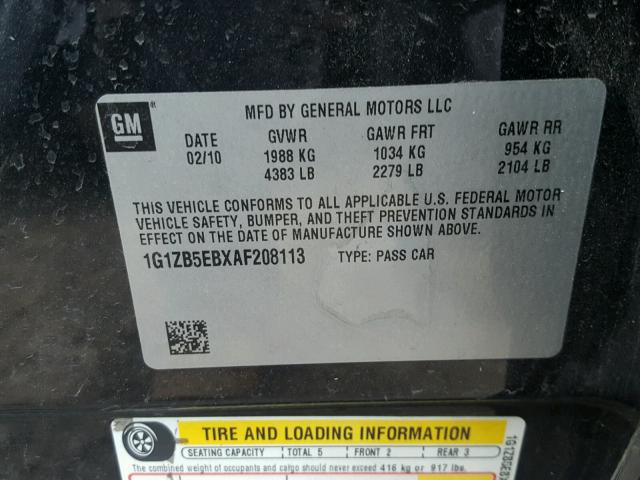 MFD BY GENERAL MOTORS LLC
GM
DATE GVWR GAWR FRT GAWR RR
02/10 1988 KG 1034 KG 954 KG
4383 LB 2279 LB 2104 LB
THIS VEHICLE CONFORMS TO ALL APPLICABLE U.S. FEDERAL MOTOR
VEHICLE SAFETY, BUMPER, AND THEFT PREVENTION STANDARDS IN
EFFECT ON THE DATE OF MANUFACTURE SHOWN ABOVE.
1G1ZB5EBXAF208113 TYPE: PASS CAR
TIRE AND LOADING INFORMATION
SEATING CAPACITY TOTAL 5 FRONT 2 REAR 3
The combined weight of occupants and cargo should never exceed 416 kg or 917 lbs.